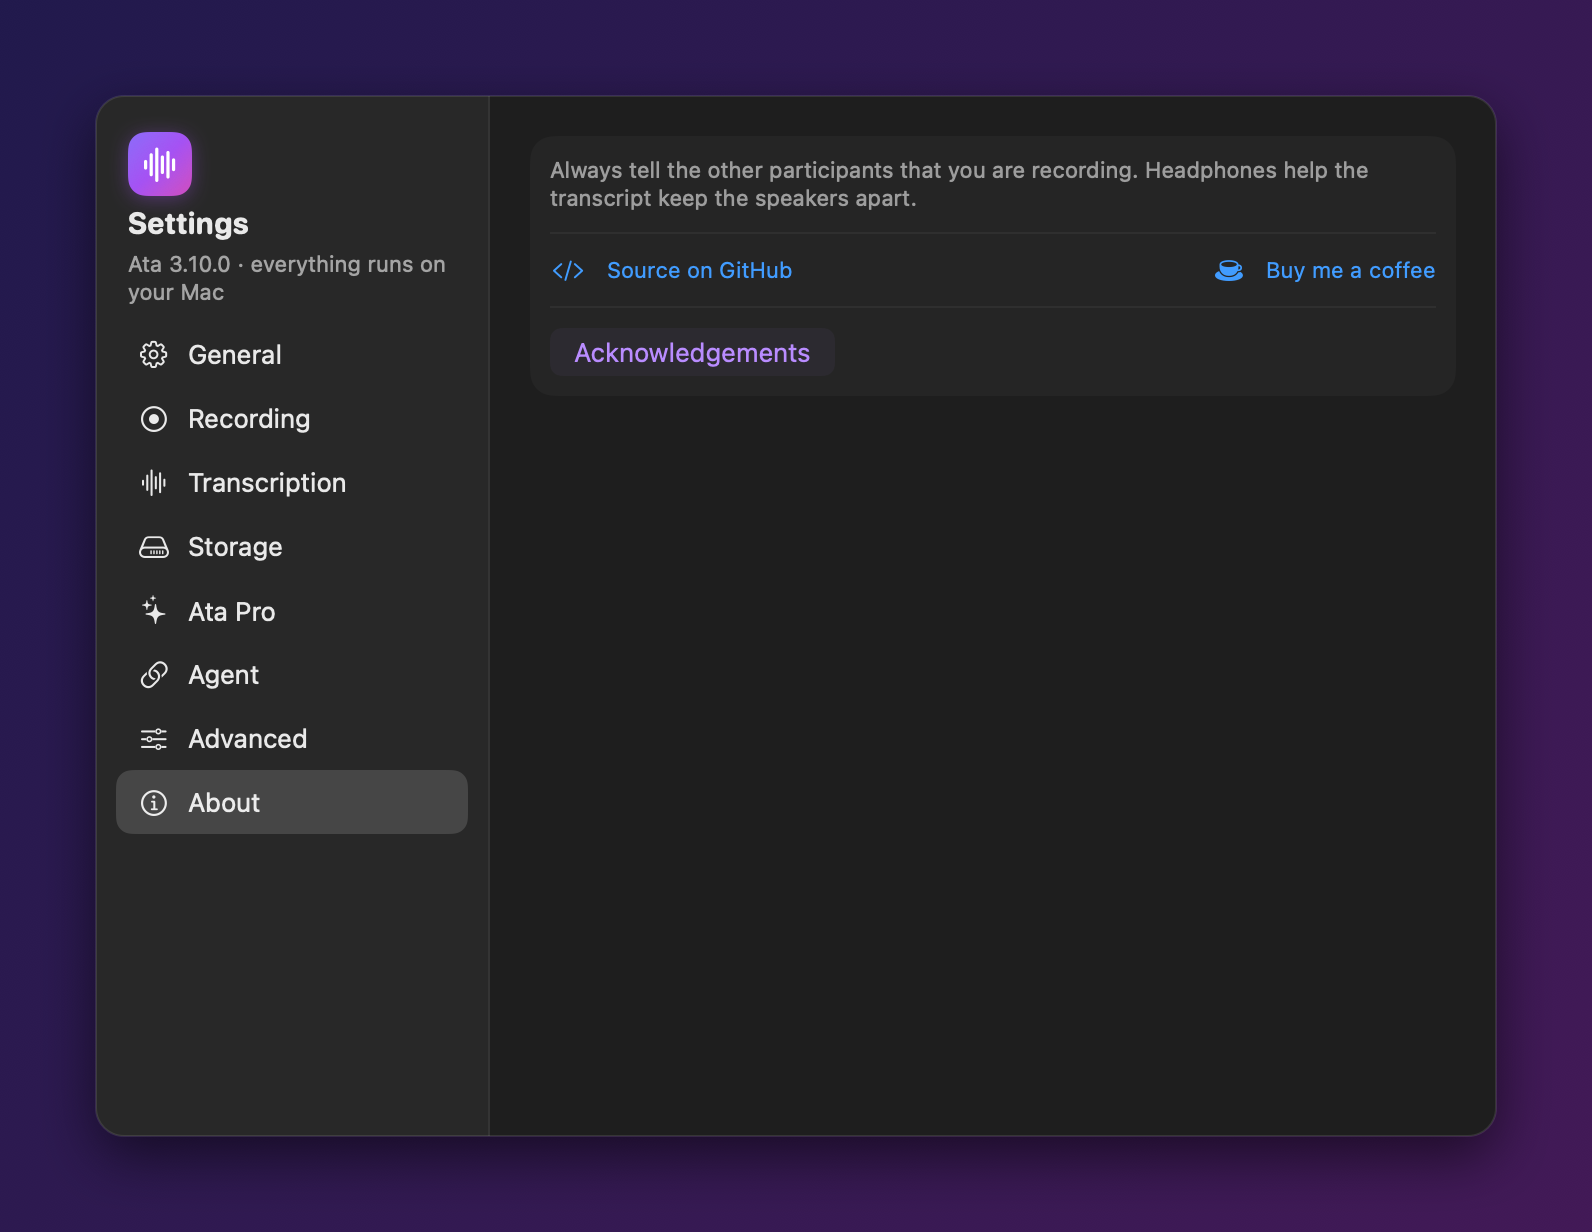 Settings
Ata 3.10.0 · everything runs on
your Mac
General
Recording
Transcription
Storage
Ata Pro
Agent
Advanced
About
Always tell the other participants that you are recording. Headphones help the
transcript keep the speakers apart.
Source on GitHub
Buy me a coffee
Acknowledgements